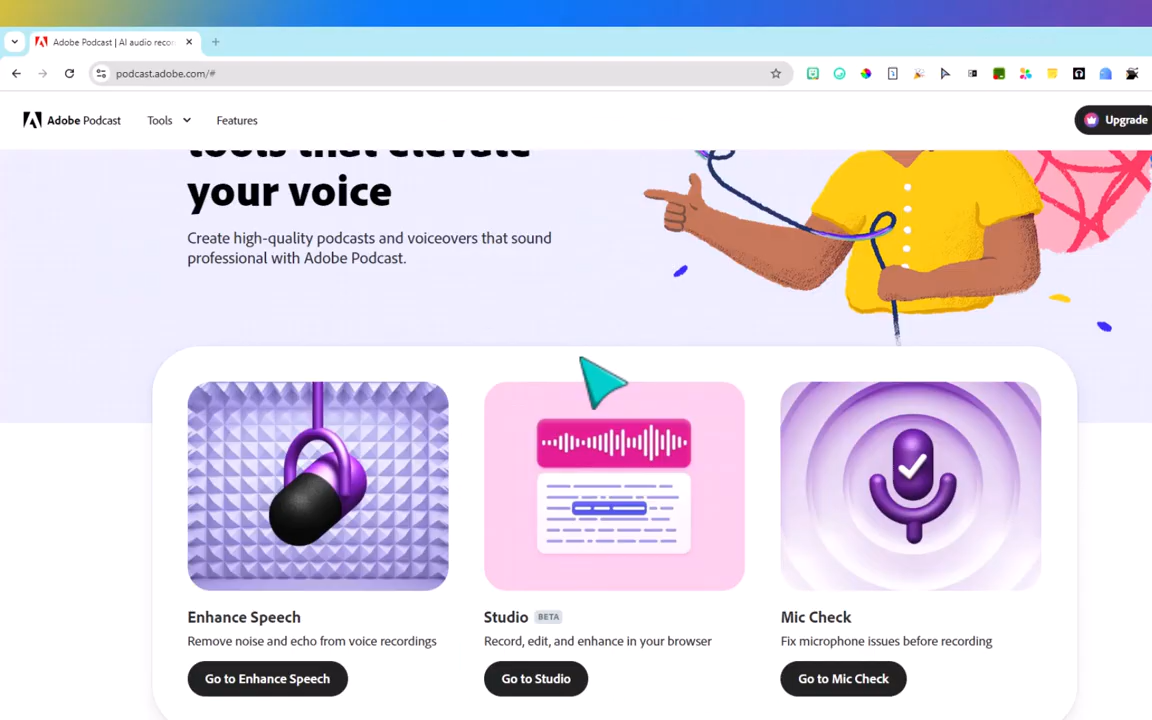 Adobe Podcast | AI audio recor
podcast.adobe.com/#
Adobe Podcast
Tools
Features
Upgrade
tools that elevate
your voice
Create high-quality podcasts and voiceovers that sound
professional with Adobe Podcast.
Enhance Speech
Studio BETA
Mic Check
Remove noise and echo from voice recordings
Record, edit, and enhance in your browser
Fix microphone issues before recording
Go to Enhance Speech
Go to Studio
Go to Mic Check